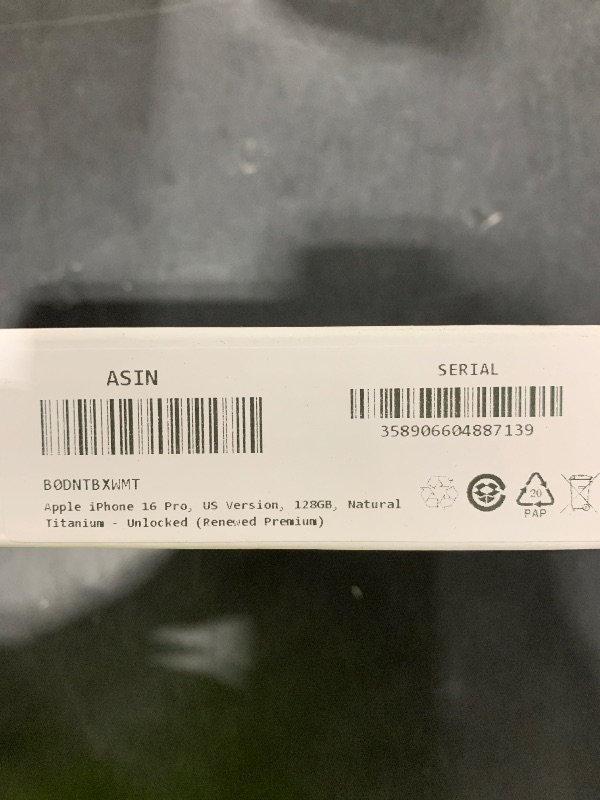 ASIN
SERIAL
358906604887139
B0DNTBXWMT
Apple iPhone 16 Pro, US Version, 128GB, Natural
Titanium - Unlocked (Renewed Premium)
20
PAP